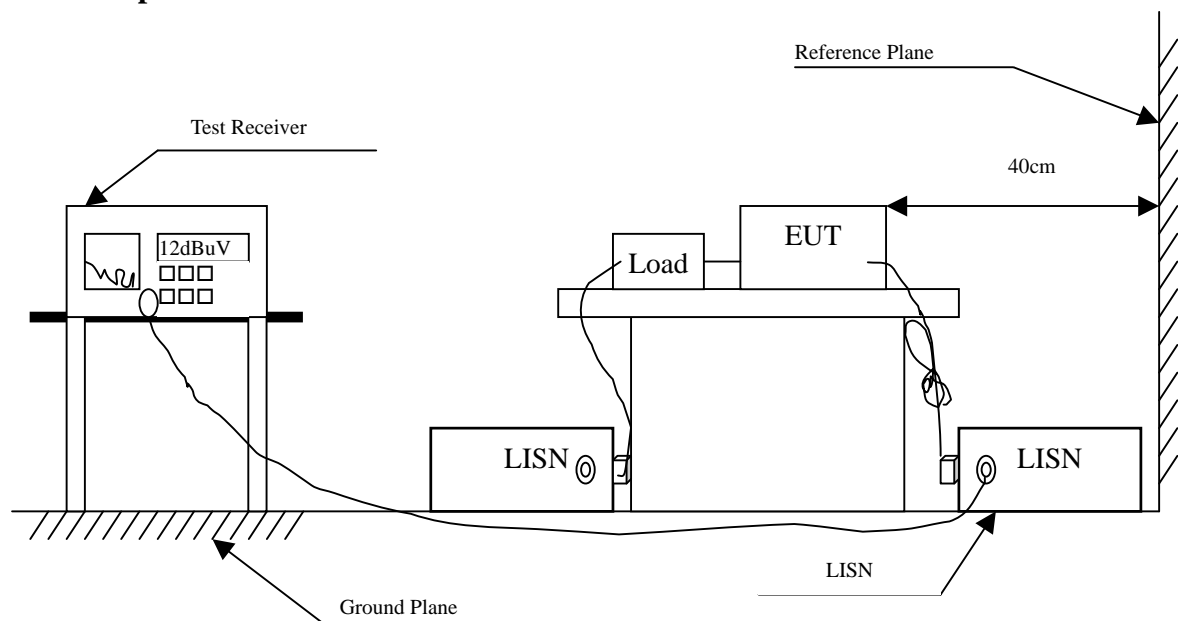 Reference Plane
Test Receiver
40cm
12dBuV
Load
EUT
LISN
LISN
LISN
Ground Plane